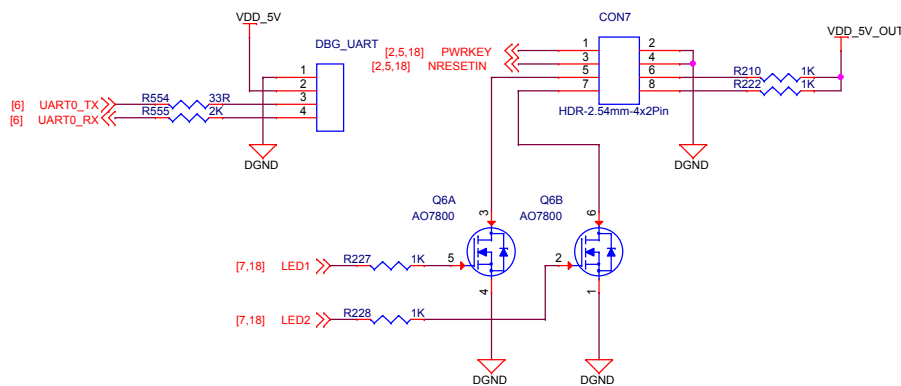 VDD_5V
CON7
VDD_5V_OUT
DBG_UART
[2,5,18] PWRKEY
[2,5,18] NRESETIN
1 2
3 4
5 6
7 8
R210 1K
R222 1K
HDR-2.54mm-4x2Pin
1
2
3
4
[6] UART0_TX R554 33R
[6] UART0_RX R555 2K
DGND
DGND
Q6A
AO7800
3
Q6B
AO7800
6
[7,18] LED1 R227 1K 5
2
4
1
[7,18] LED2 R228 1K
DGND
DGND